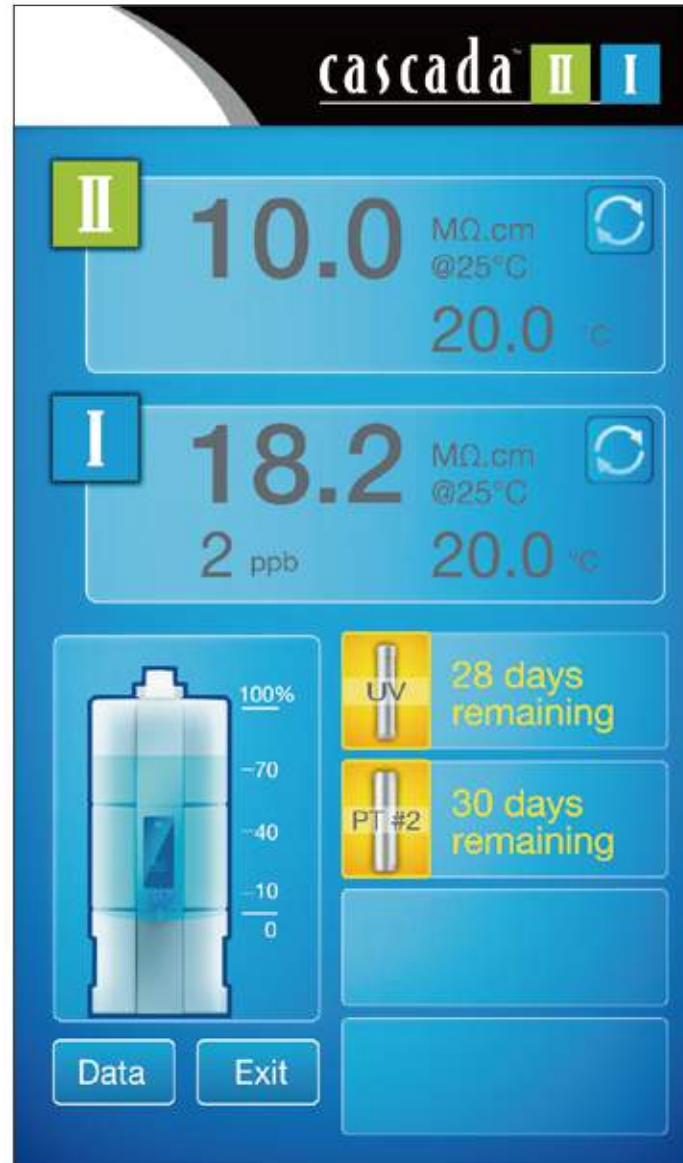 cascada™ II I
II
10.0 MΩ.cm
@25°C
20.0 °C
I
18.2 MΩ.cm
@25°C
2 ppb 20.0 °C
100%
70
40
10
0
UV
28 days
remaining
PT #2
30 days
remaining
Data
Exit